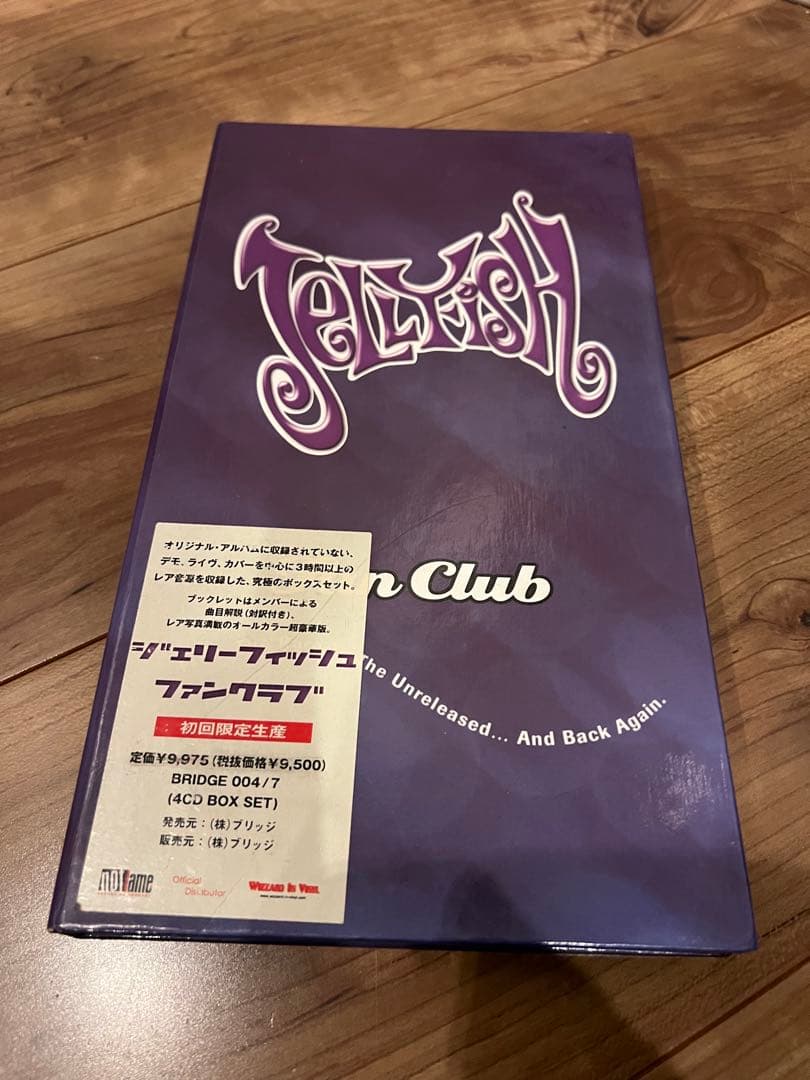 JELLYFISH
n Club
The Unreleased... And Back Again.
オリジナル・アルバムに収録されていない、
デモ、ライヴ、カバーを中心に3時間以上の
レア音源を収録した、究極のボックスセット。
ブックレットはメンバーによる
曲目解説(対訳付き)、
レア写真満載のオールカラー超豪華版。
ジェリーフィッシュ
ファンクラブ
初回限定生産
定価¥9,975(税抜価格¥9,500)
BRIDGE 004/7
(4CD BOX SET)
発売元:(株)ブリッジ
販売元:(株)ブリッジ
Official
Distributor
WIZZARD IN VINYL